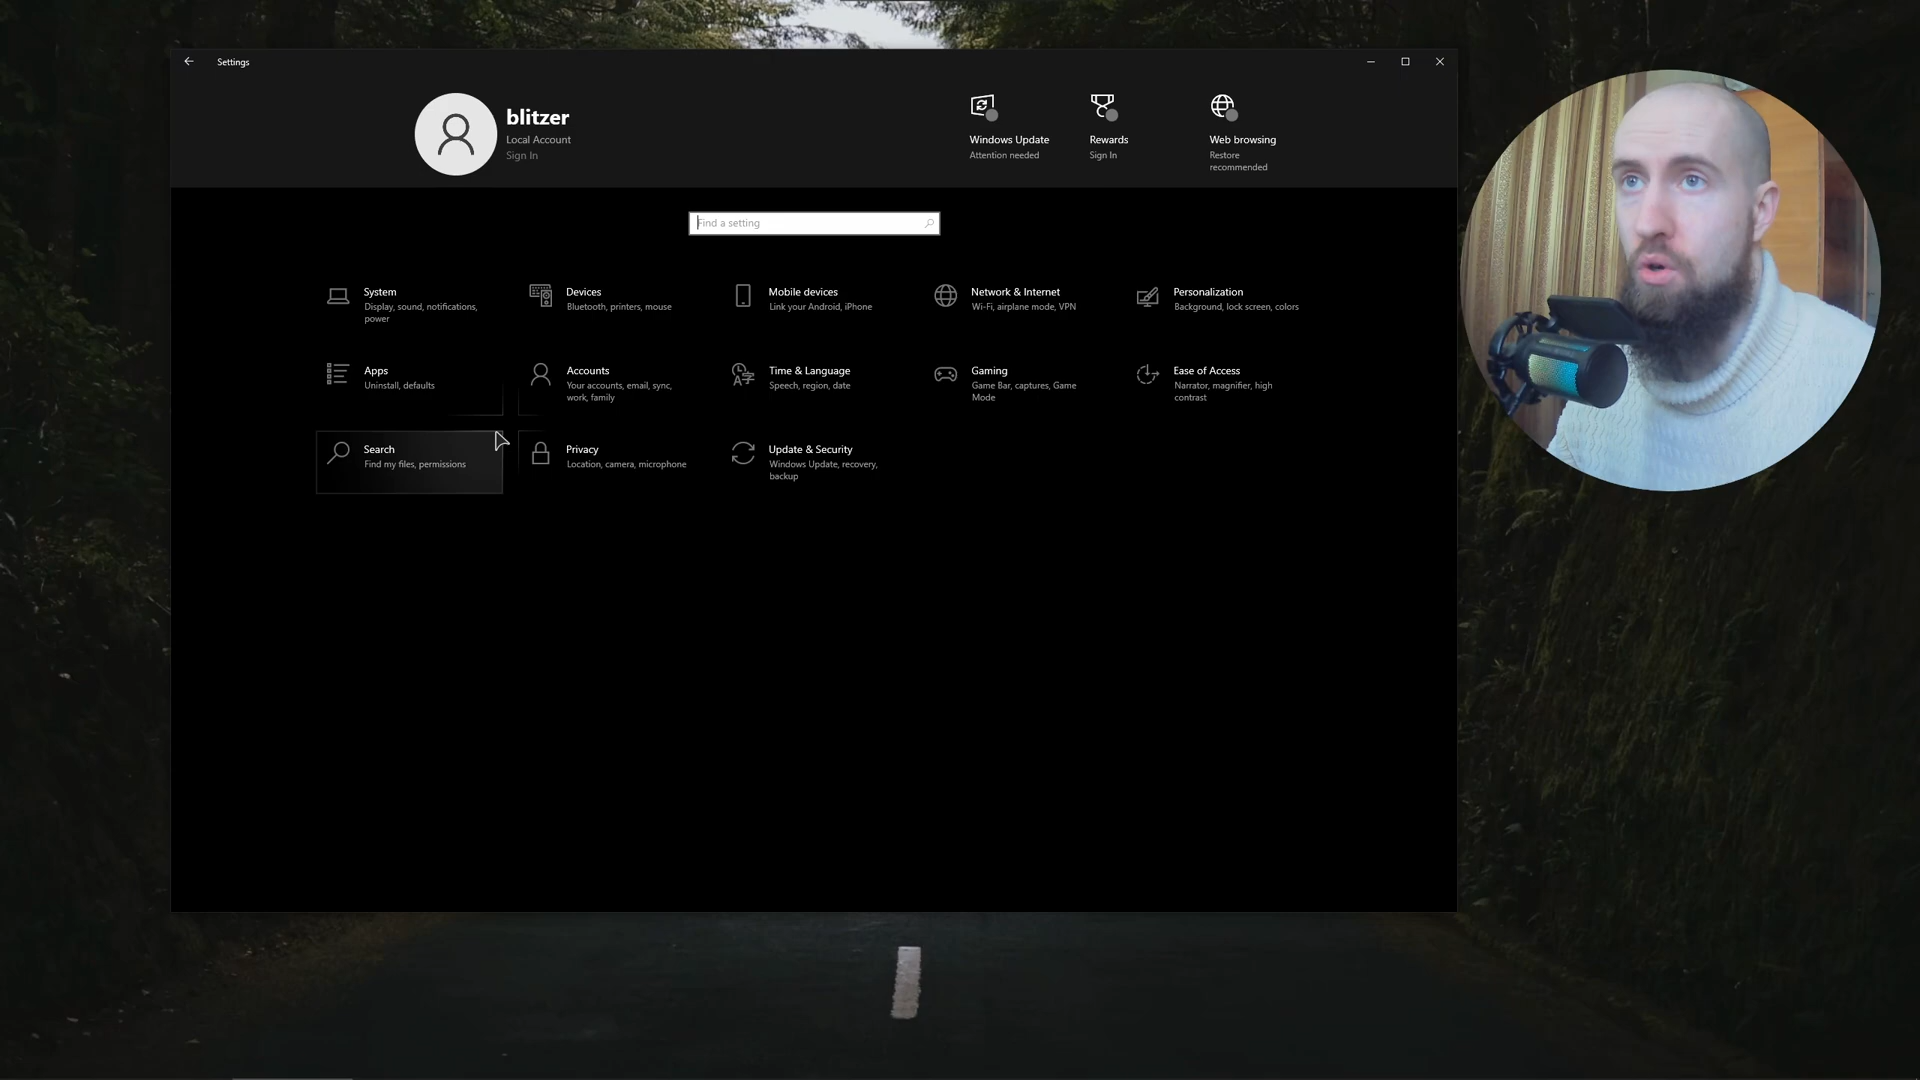 Settings
blitzer
Local Account
Sign In
Windows Update
Attention needed
Rewards
Sign In
Web browsing
Restore
recommended
Find a setting
System
Display, sound, notifications,
power
Devices
Bluetooth, printers, mouse
Mobile devices
Link your Android, iPhone
Network & Internet
Wi-Fi, airplane mode, VPN
Personalization
Background, lock screen, colors
Apps
Uninstall, defaults
Accounts
Your accounts, email, sync,
work, family
Time & Language
Speech, region, date
Gaming
Game Bar, captures, Game
Mode
Ease of Access
Narrator, magnifier, high
contrast
Search
Find my files, permissions
Privacy
Location, camera, microphone
Update & Security
Windows Update, recovery,
backup